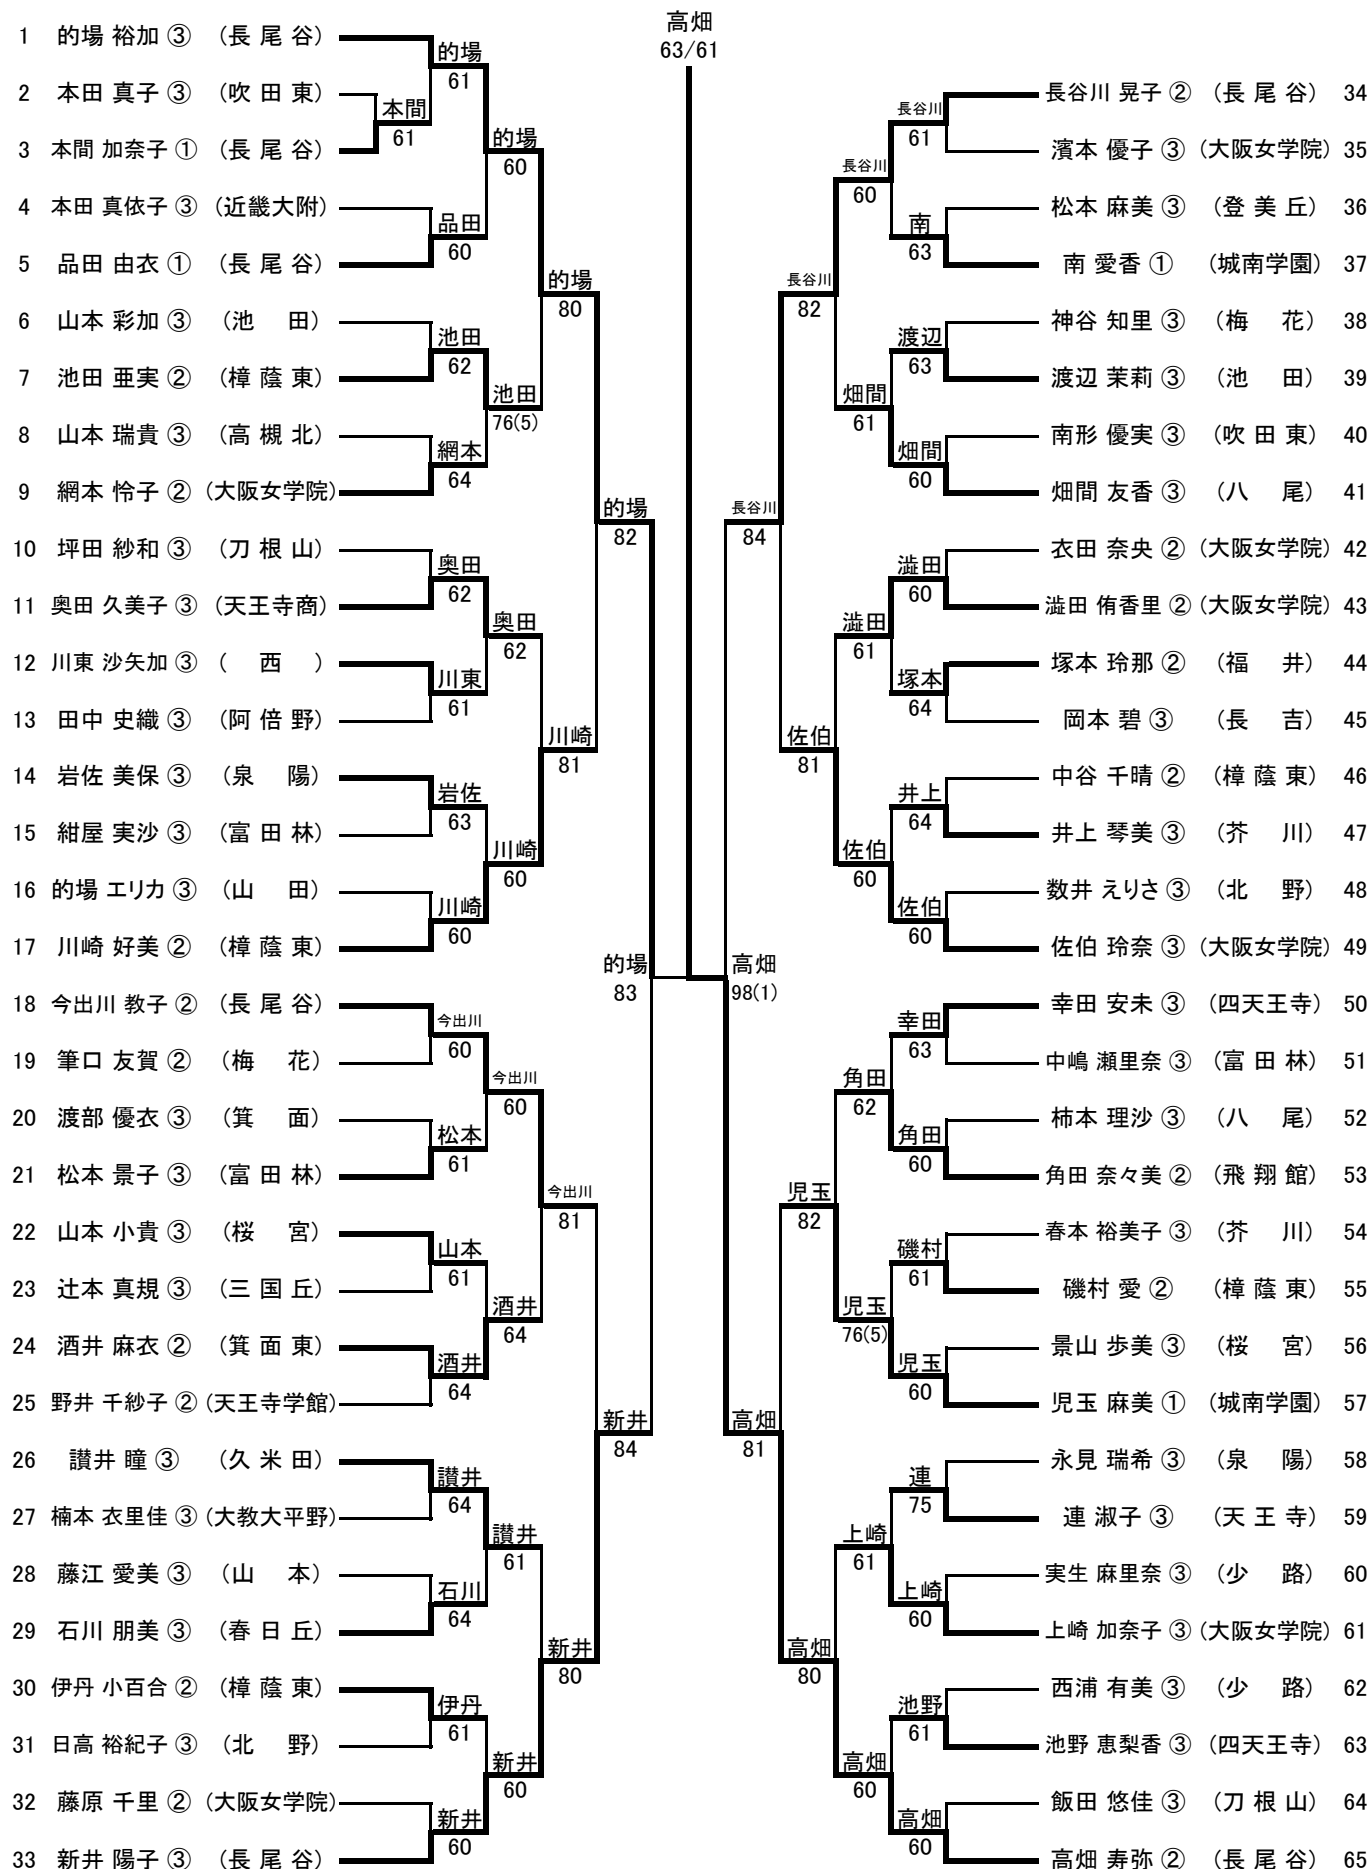 高畑
63/61
1 的場 裕加 ③ (長 尾 谷)
2 本田 真子 ③ (吹 田 東)
3 本間 加奈子 ① (長 尾 谷)
4 本田 真依子 ③ (近畿大附)
5 品田 由衣 ① (長 尾 谷)
6 山本 彩加 ③ (池 田)
7 池田 亜実 ② (樟 蔭 東)
8 山本 瑞貴 ③ (高 槻 北)
9 網本 怜子 ② (大阪女学院)
10 坪田 紗和 ③ (刀 根 山)
11 奥田 久美子 ③ (天王寺商)
12 川東 沙矢加 ③ ( 西 )
13 田中 史織 ③ (阿 倍 野)
14 岩佐 美保 ③ (泉 陽)
15 紺屋 実沙 ③ (富 田 林)
16 的場 エリカ ③ (山 田)
17 川崎 好美 ② (樟 蔭 東)
18 今出川 教子 ② (長 尾 谷)
19 筆口 友賀 ② (梅 花)
20 渡部 優衣 ③ (箕 面)
21 松本 景子 ③ (富 田 林)
22 山本 小貴 ③ (桜 宮)
23 辻本 真規 ③ (三 国 丘)
24 酒井 麻衣 ② (箕 面 東)
25 野井 千紗子 ② (天王寺学館)
26 讃井 瞳 ③ (久 米 田)
27 楠本 衣里佳 ③ (大教大平野)
28 藤江 愛美 ③ (山 本)
29 石川 朋美 ③ (春 日 丘)
30 伊丹 小百合 ② (樟 蔭 東)
31 日高 裕紀子 ③ (北 野)
32 藤原 千里 ② (大阪女学院)
33 新井 陽子 ③ (長 尾 谷)
的場
61
本間
61
品田
60
池田
62
網本
64
奥田
62
川東
61
岩佐
63
川崎
60
今出川
60
松本
61
山本
61
酒井
64
讃井
64
石川
64
伊丹
61
新井
60
的場
60
池田
76(5)
奥田
62
川崎
60
今出川
60
酒井
64
讃井
61
新井
60
的場
80
川崎
81
今出川
81
新井
80
的場
82
新井
84
的場
83
高畑
98(1)
長谷川
84
高畑
81
長谷川
82
佐伯
81
児玉
82
高畑
80
長谷川
60
畑間
61
澁田
61
佐伯
60
角田
62
児玉
76(5)
上崎
61
高畑
60
長谷川
61
南
63
渡辺
63
畑間
60
澁田
60
塚本
64
井上
64
佐伯
60
幸田
63
角田
60
磯村
61
児玉
60
連
75
上崎
60
池野
61
高畑
60
長谷川 晃子 ② (長 尾 谷) 34
濱本 優子 ③ (大阪女学院) 35
松本 麻美 ③ (登 美 丘) 36
南 愛香 ① (城南学園) 37
神谷 知里 ③ (梅 花) 38
渡辺 茉莉 ③ (池 田) 39
南形 優実 ③ (吹 田 東) 40
畑間 友香 ③ (八 尾) 41
衣田 奈央 ② (大阪女学院) 42
澁田 侑香里 ② (大阪女学院) 43
塚本 玲那 ② (福 井) 44
岡本 碧 ③ (長 吉) 45
中谷 千晴 ② (樟 蔭 東) 46
井上 琴美 ③ (芥 川) 47
数井 えりさ ③ (北 野) 48
佐伯 玲奈 ③ (大阪女学院) 49
幸田 安未 ③ (四天王寺) 50
中嶋 瀬里奈 ③ (富 田 林) 51
柿本 理沙 ③ (八 尾) 52
角田 奈々美 ② (飛 翔 館) 53
春本 裕美子 ③ (芥 川) 54
磯村 愛 ② (樟 蔭 東) 55
景山 歩美 ③ (桜 宮) 56
児玉 麻美 ① (城南学園) 57
永見 瑞希 ③ (泉 陽) 58
連 淑子 ③ (天 王 寺) 59
実生 麻里奈 ③ (少 路) 60
上崎 加奈子 ③ (大阪女学院) 61
西浦 有美 ③ (少 路) 62
池野 恵梨香 ③ (四天王寺) 63
飯田 悠佳 ③ (刀 根 山) 64
高畑 寿弥 ② (長 尾 谷) 65